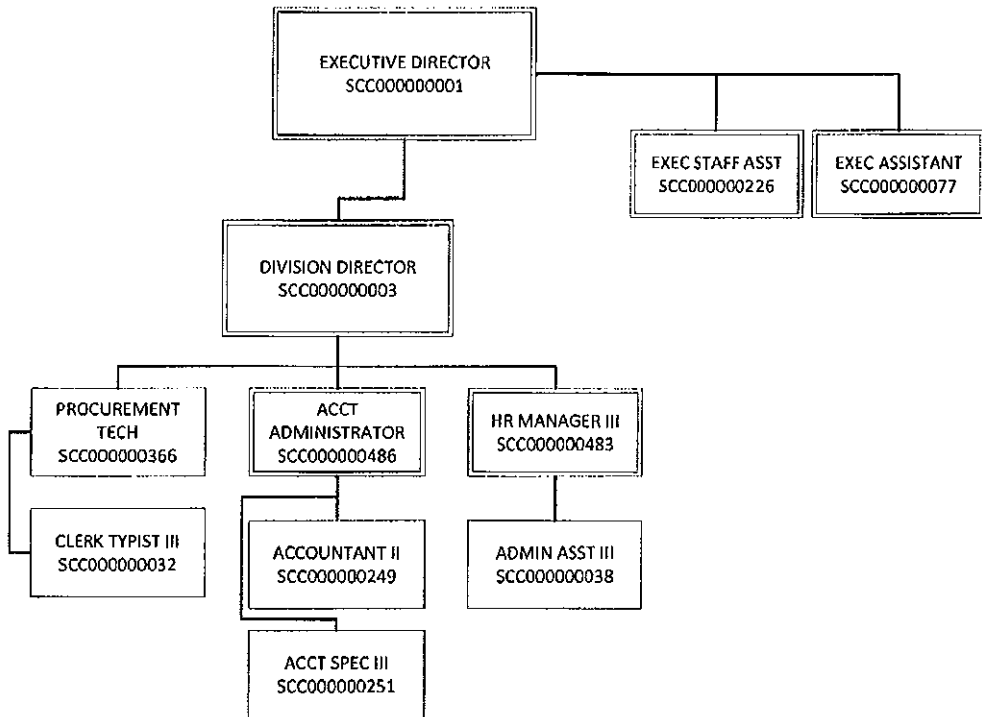 EXECUTIVE DIRECTOR
SCC000000001
EXEC STAFF ASST
SCC000000226
EXEC ASSISTANT
SCC000000077
DIVISION DIRECTOR
SCC000000003
PROCUREMENT
TECH
SCC000000366
ACCT
ADMINISTRATOR
SCC000000486
HR MANAGER III
SCC000000483
CLERK TYPIST III
SCC000000032
ACCOUNTANT II
SCC000000249
ADMIN ASST III
SCC000000038
ACCT SPEC III
SCC000000251